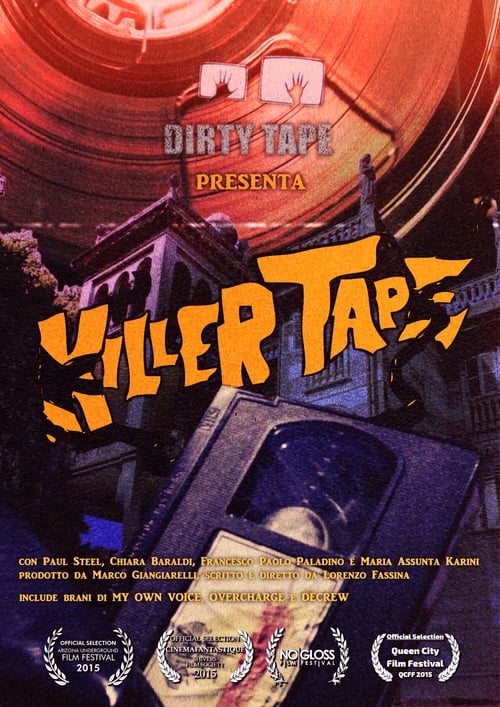 DIRTY TAPE
PRESENTA
KILLER TAPE
CON PAUL STEEL, CHIARA BARALDI, FRANCESCO PAOLO PALADINO E MARIA ASSUNTA KARINI
PRODOTTO DA MARCO GIANGIARELLI, SCRITTO E DIRETTO DA LORENZO FASSINA
INCLUDE BRANI DI MY OWN VOICE, OVERCHARGE E DECREW
OFFICIAL SELECTION
ARIZONA UNDERGROUND
FILM FESTIVAL
2015
OFFICIAL SELECTION
CINEMAFANTASTIQUE
FILM SOCIETY
2015
NO GLOSS
FILM FESTIVAL
Official Selection
Queen City
Film Festival
QCFF 2015